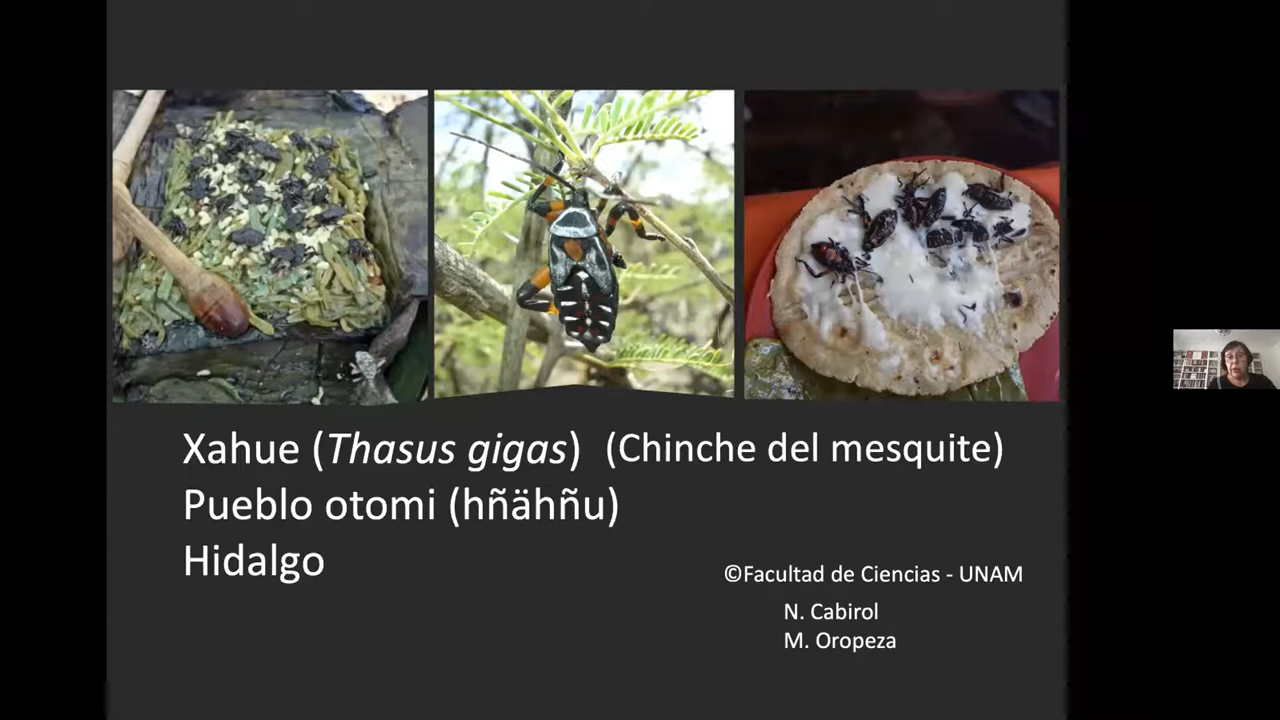 Xahue (Thasus gigas) (Chinche del mesquite)
Pueblo otomi (hñähñu)
Hidalgo
©Facultad de Ciencias - UNAM
N. Cabirol
M. Oropeza